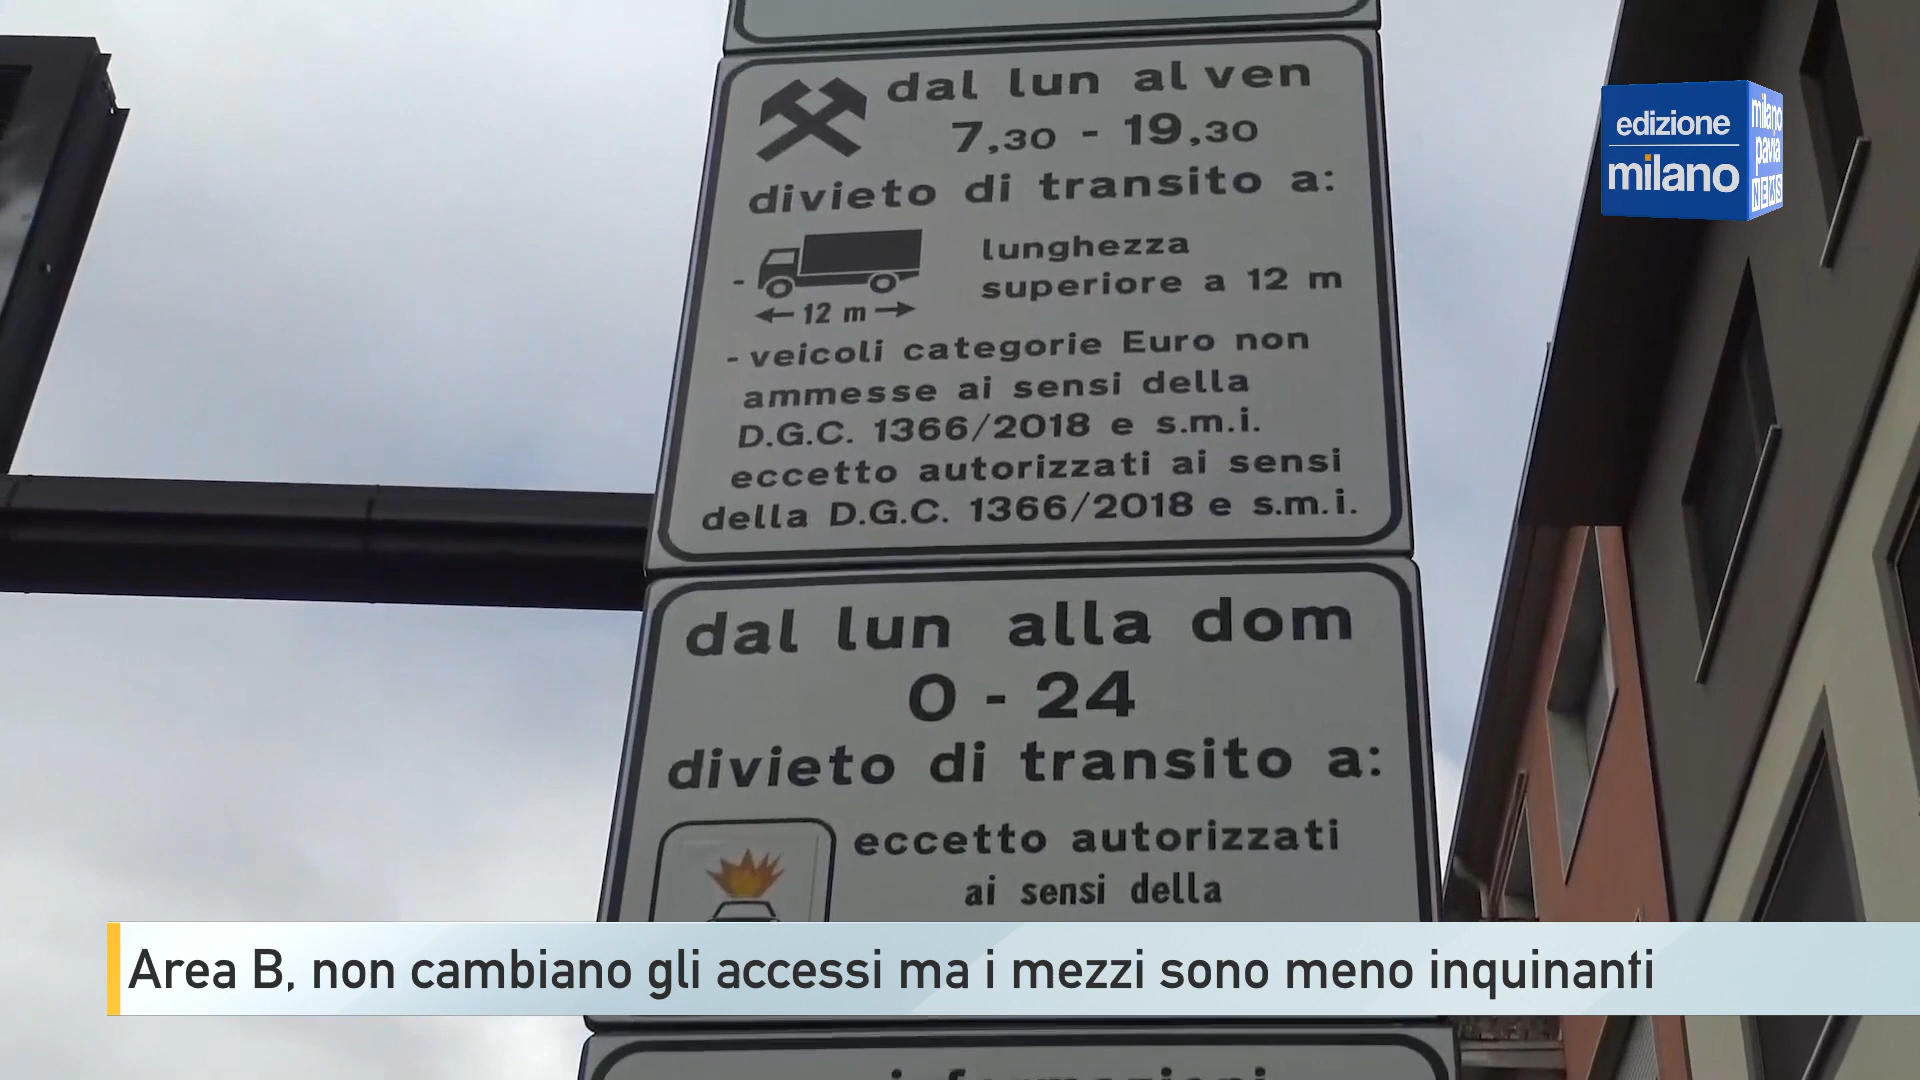 dal lun al ven
7,30 - 19,30
divieto di transito a:
- lunghezza
superiore a 12 m
12 m
- veicoli categorie Euro non
ammesse ai sensi della
D.G.C. 1366/2018 e s.m.i.
eccetto autorizzati ai sensi
della D.G.C. 1366/2018 e s.m.i.
dal lun alla dom
0 - 24
divieto di transito a:
eccetto autorizzati
ai sensi della
edizione
milano
milano
pavia
NEWS
Area B, non cambiano gli accessi ma i mezzi sono meno inquinanti
informazioni